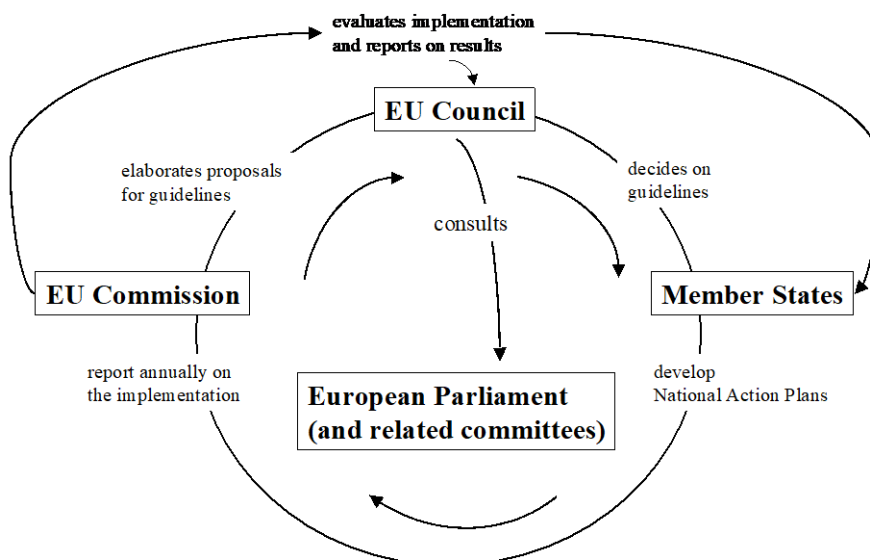 evaluates implementation
and reports on results
EU Council
elaborates proposals
for guidelines
decides on
guidelines
consults
EU Commission
Member States
report annually on
the implementation
European Parliament
(and related committees)
develop
National Action Plans